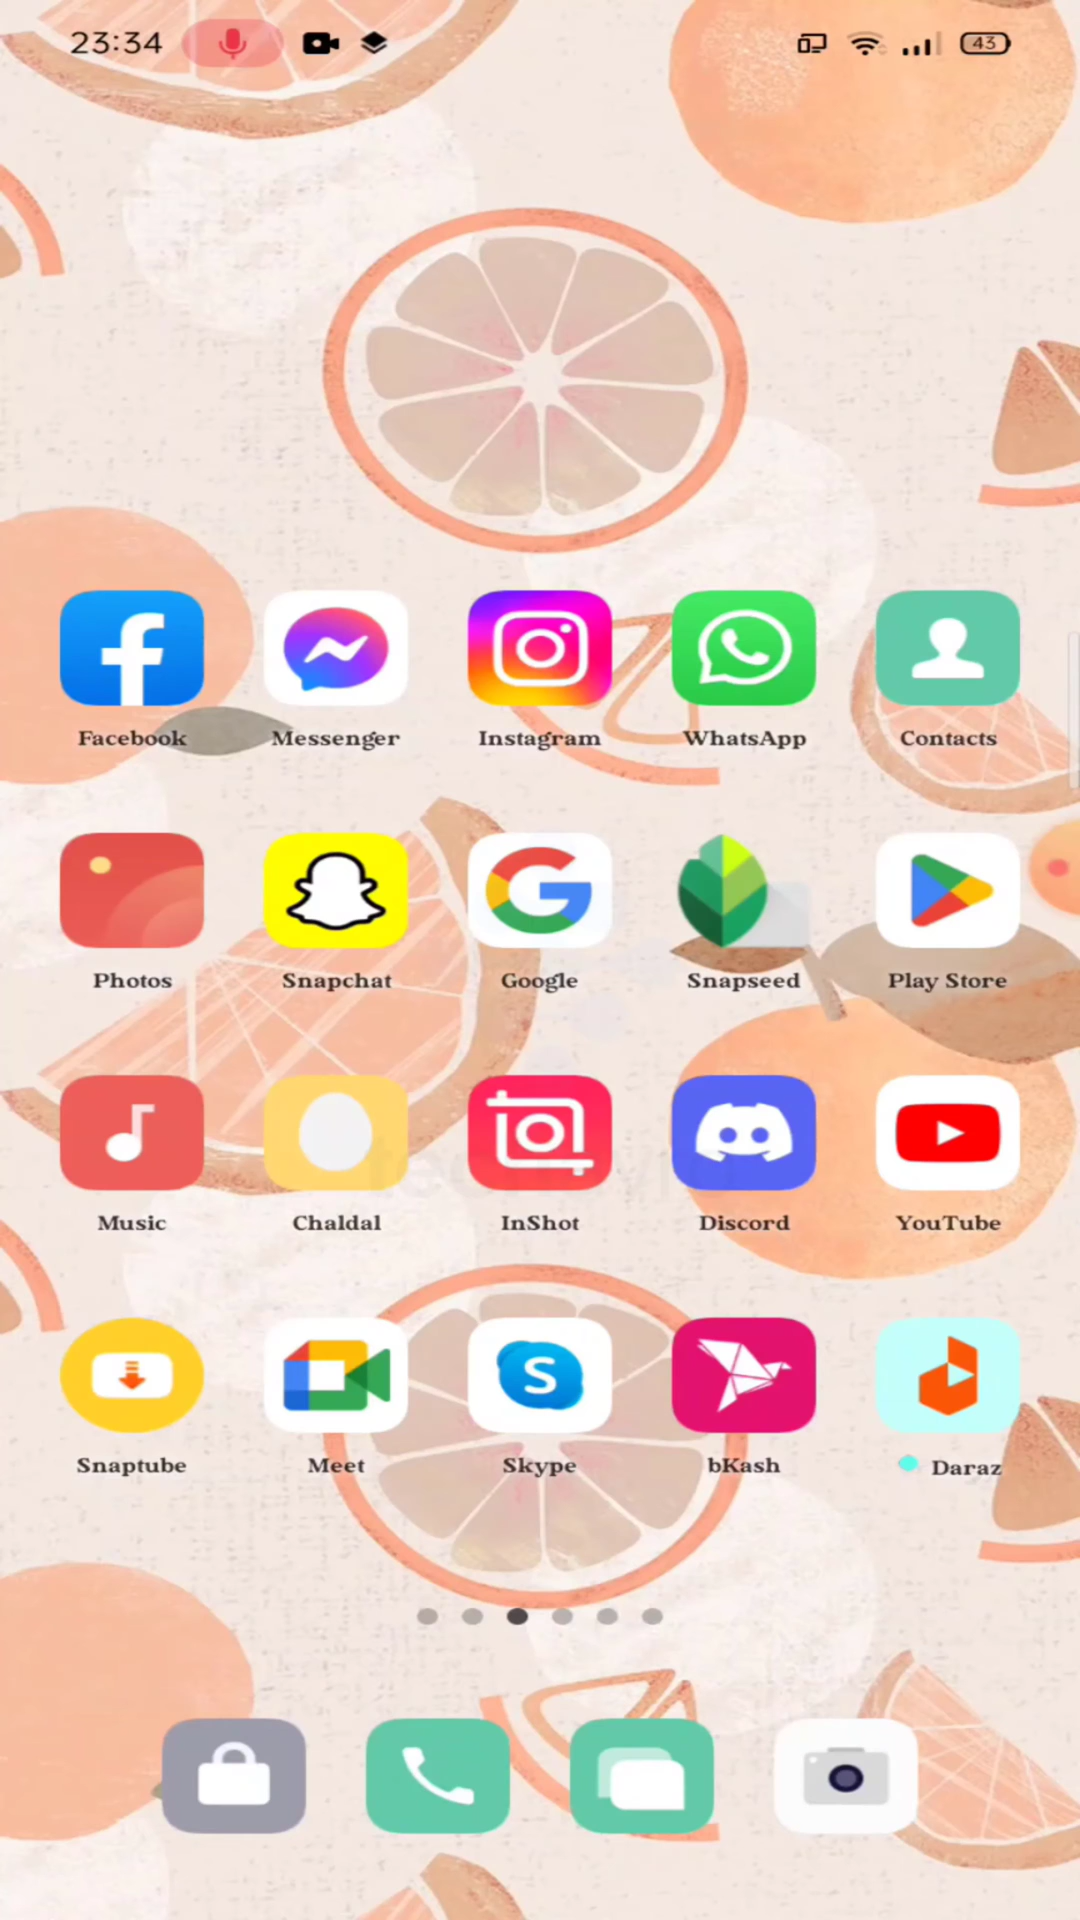 23:34 43
Facebook Messenger Instagram WhatsApp Contacts
Photos Snapchat Google Snapseed Play Store
Music Chaldal InShot Discord YouTube
Snaptube Meet Skype bKash Daraz